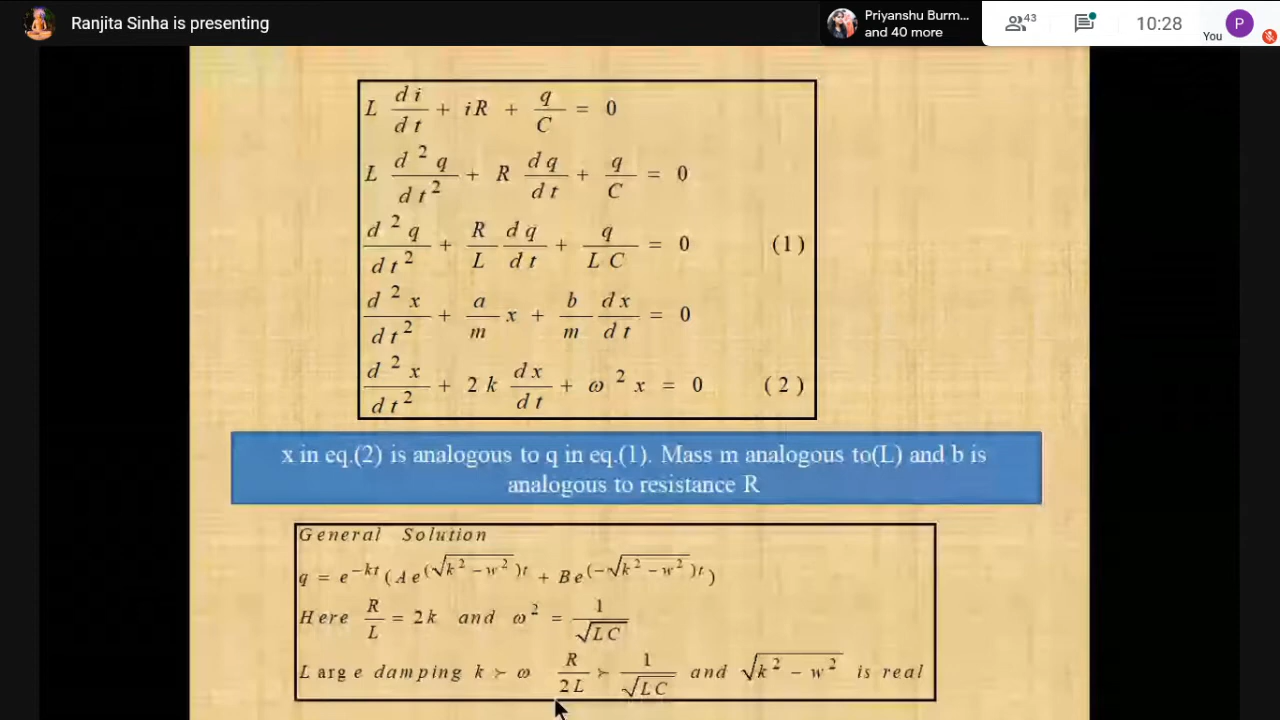 Ranjita Sinha is presenting
Priyanshu Burm...
and 40 more
43
10:28
You
P
L di/dt + iR + q/C = 0
L d²q/dt² + R dq/dt + q/C = 0
d²q/dt² + R/L dq/dt + q/LC = 0 (1)
d²x/dt² + a/m x + b/m dx/dt = 0
d²x/dt² + 2k dx/dt + ω²x = 0 (2)
x in eq.(2) is analogous to q in eq.(1). Mass m analogous to(L) and b is
analogous to resistance R
General Solution
q = e^(-kt) (A e^((√(k² - w²))t) + B e^((-√(k² - w²))t))
Here R/L = 2k and ω² = 1/√(LC)
Large damping k ≻ ω R/2L ≻ 1/√(LC) and √(k² - w²) is real